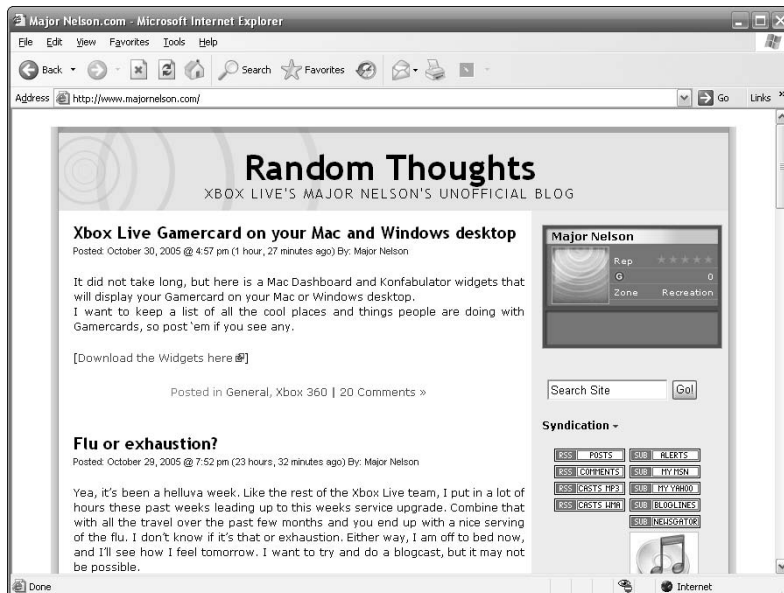 Major Nelson.com - Microsoft Internet Explorer
File Edit View Favorites Tools Help
Back Search Favorites
Address http://www.majornelson.com/ Go Links »
Random Thoughts
XBOX LIVE'S MAJOR NELSON'S UNOFFICIAL BLOG
Xbox Live Gamercard on your Mac and Windows desktop
Posted: October 30, 2005 @ 4:57 pm (1 hour, 27 minutes ago) By: Major Nelson
It did not take long, but here is a Mac Dashboard and Konfabulator widgets that
will display your Gamercard on your Mac or Windows desktop.
I want to keep a list of all the cool places and things people are doing with
Gamercards, so post 'em if you see any.
[Download the Widgets here]
Posted in General, Xbox 360 | 20 Comments »
Flu or exhaustion?
Posted: October 29, 2005 @ 7:52 pm (23 hours, 32 minutes ago) By: Major Nelson
Yea, it's been a helluva week. Like the rest of the Xbox Live team, I put in a lot of
hours these past weeks leading up to this weeks service upgrade. Combine that
with all the travel over the past few months and you end up with a nice serving
of the flu. I don't know if it's that or exhaustion. Either way, I am off to bed now,
and I'll see how I feel tomorrow. I want to try and do a blogcast, but it may not
be possible.
Major Nelson
Rep ★★★★★
G 0
Zone Recreation
Search Site Go!
Syndication
RSS POSTS SUB ALERTS
RSS COMMENTS SUB MY MSN
RSS CASTS MP3 SUB MY YAHOO
RSS CASTS WMA SUB BLOGLINES
SUB NEWSGATOR
Done Internet